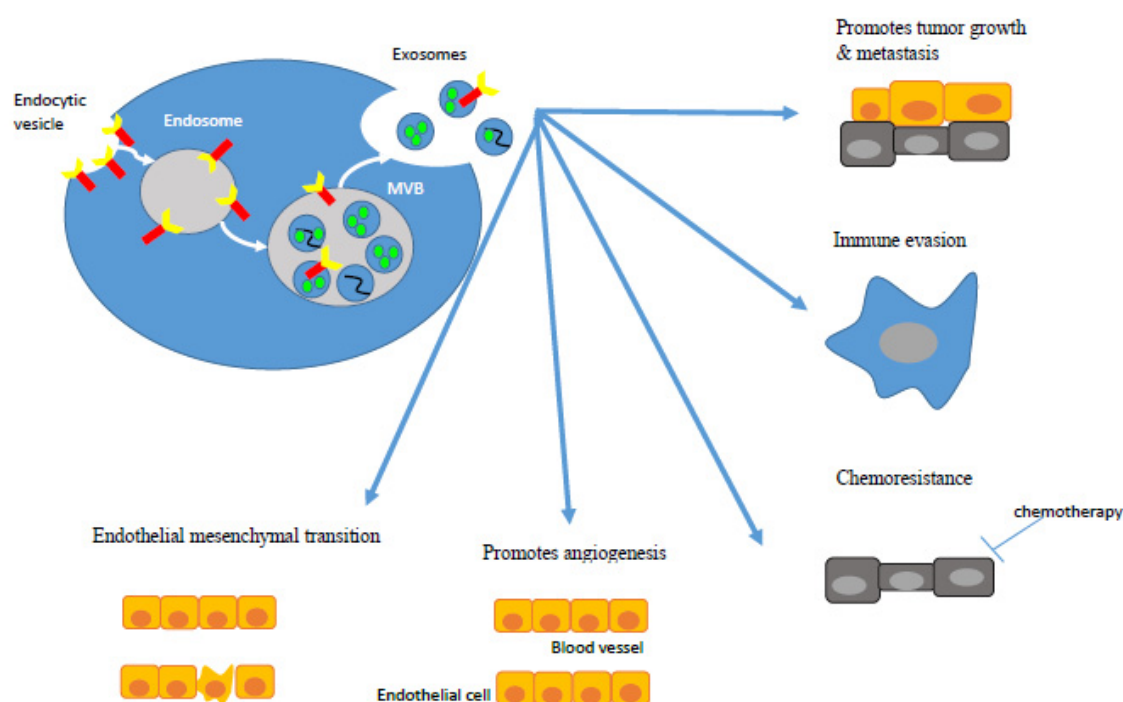 Promotes tumor growth
& metastasis
Exosomes
Endocytic
vesicle
Endosome
MVB
Immune evasion
Chemoresistance
chemotherapy
Endothelial mesenchymal transition
Promotes angiogenesis
Blood vessel
Endothelial cell